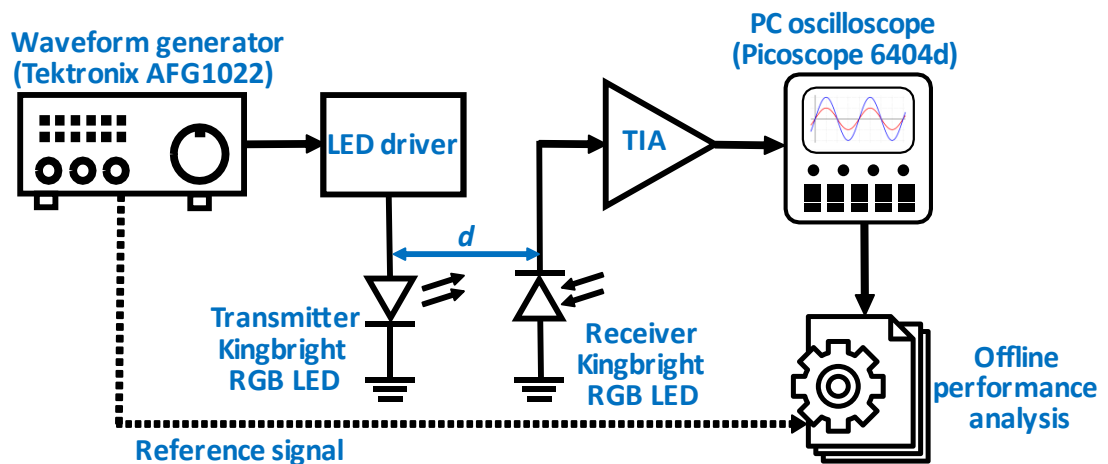 Waveform generator
(Tektronix AFG1022)
PC oscilloscope
(Picoscope 6404d)
LED driver
TIA
d
Transmitter
Kingbright
RGB LED
Receiver
Kingbright
RGB LED
Offline
performance
analysis
Reference signal